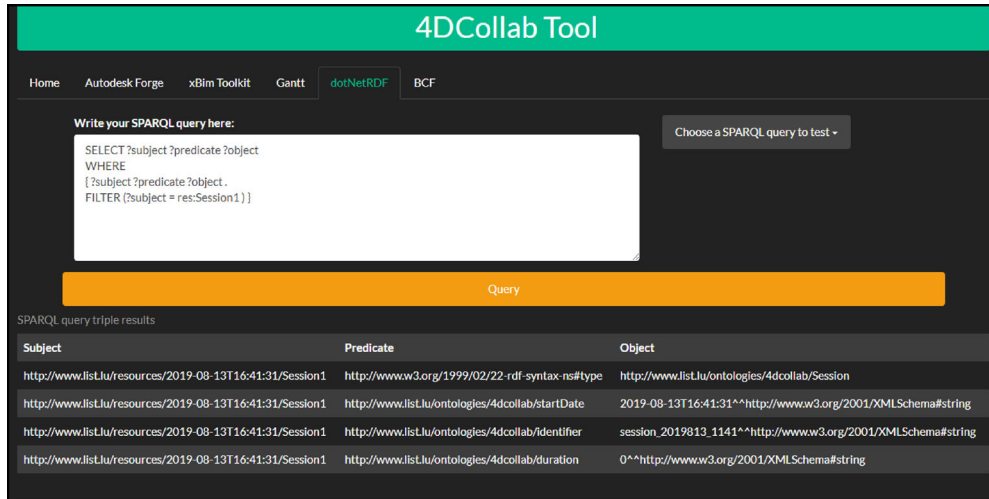 4DCollab Tool
Home Autodesk Forge xBim Toolkit Gantt dotNetRDF BCF
Write your SPARQL query here:
Choose a SPARQL query to test
SELECT ?subject ?predicate ?object
WHERE
{ ?subject ?predicate ?object .
FILTER (?subject = res:Session1 ) }
Query
SPARQL query triple results
Subject Predicate Object
http://www.list.lu/resources/2019-08-13T16:41:31/Session1 http://www.w3.org/1999/02/22-rdf-syntax-ns#type http://www.list.lu/ontologies/4dcollab/Session
http://www.list.lu/resources/2019-08-13T16:41:31/Session1 http://www.list.lu/ontologies/4dcollab/startDate 2019-08-13T16:41:31^^http://www.w3.org/2001/XMLSchema#string
http://www.list.lu/resources/2019-08-13T16:41:31/Session1 http://www.list.lu/ontologies/4dcollab/identifier session_2019813_1141^^http://www.w3.org/2001/XMLSchema#string
http://www.list.lu/resources/2019-08-13T16:41:31/Session1 http://www.list.lu/ontologies/4dcollab/duration 0^^http://www.w3.org/2001/XMLSchema#string